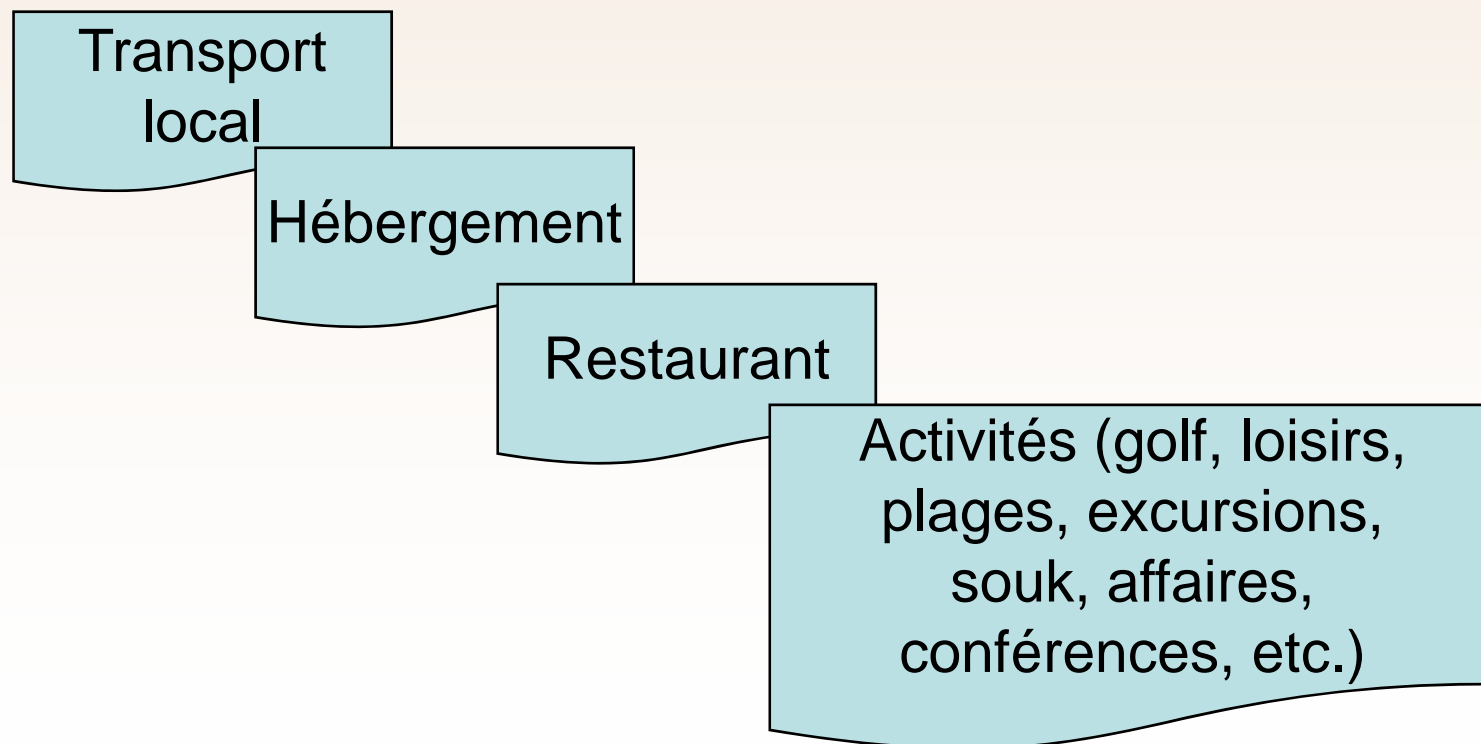 Transport
local
Hébergement
Restaurant
Activités (golf, loisirs,
plages, excursions,
souk, affaires,
conférences, etc.)